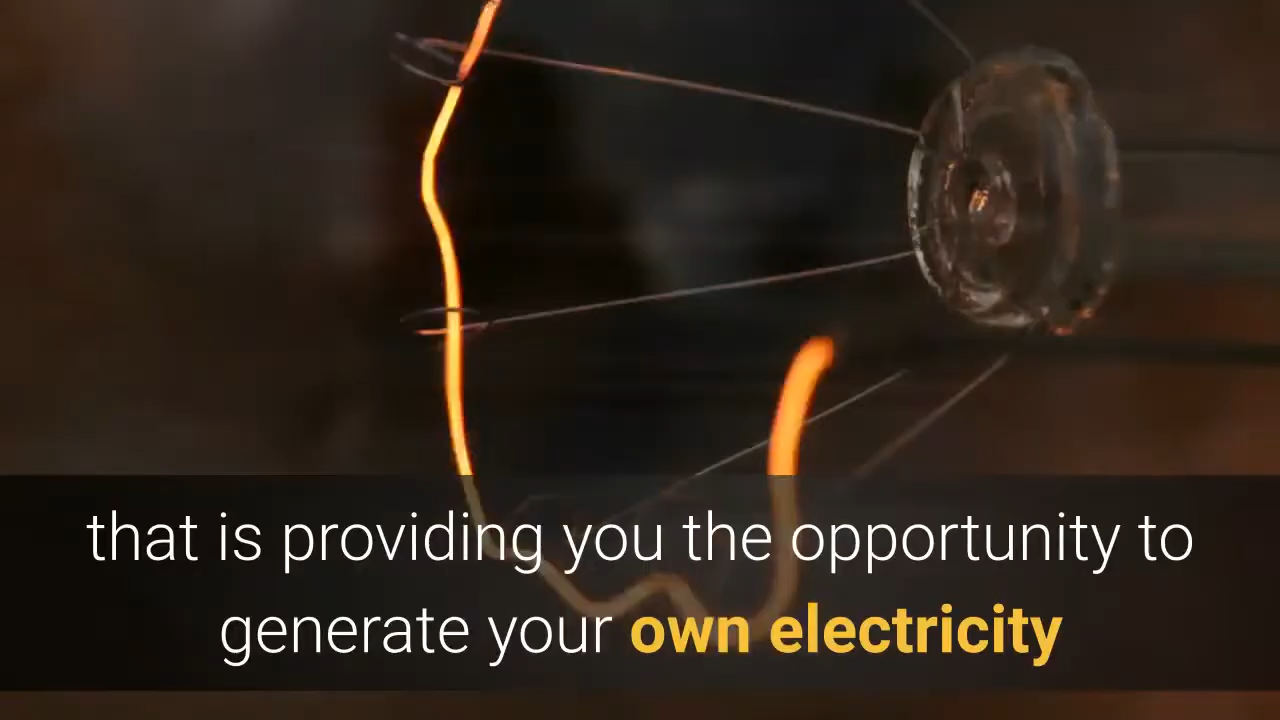 that is providing you the opportunity to
generate your own electricity